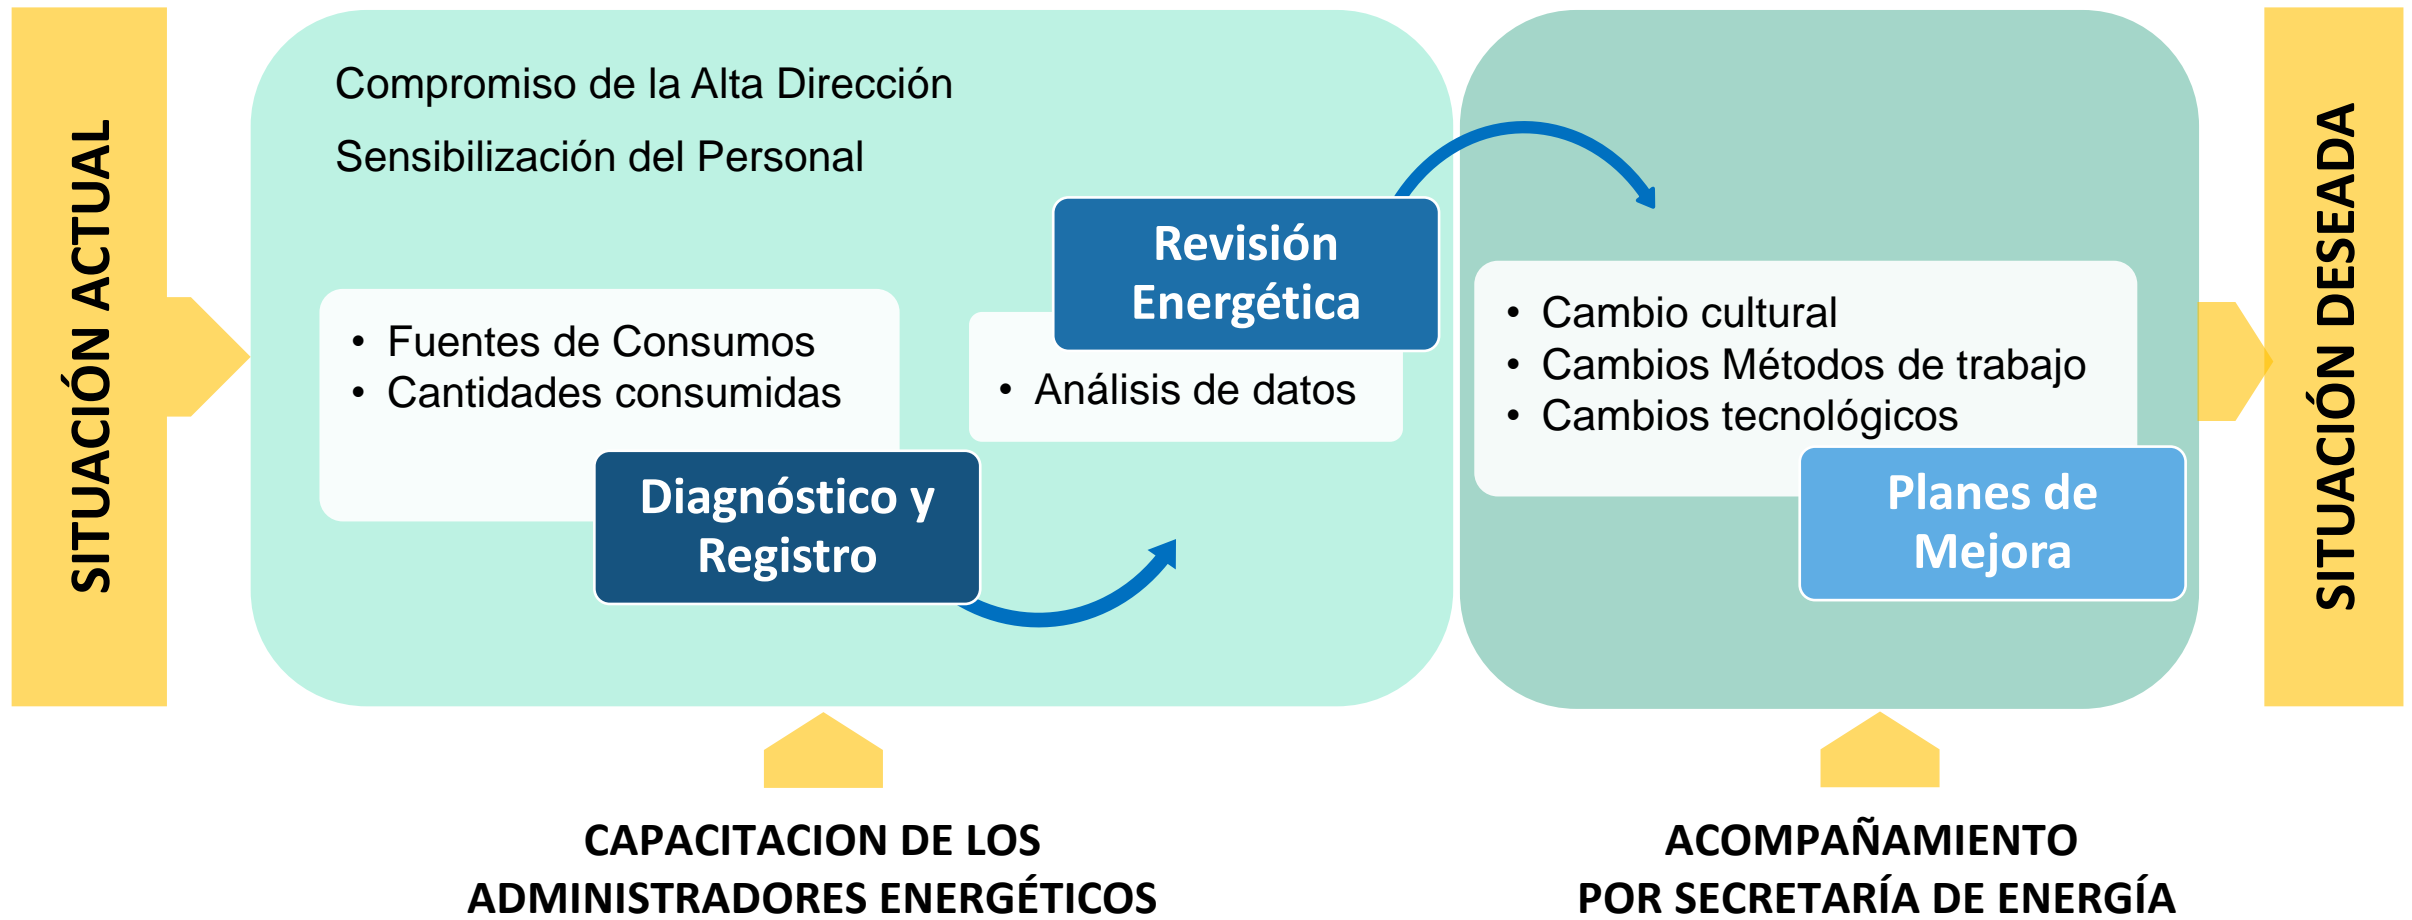 SITUACIÓN ACTUAL
Compromiso de la Alta Dirección
Sensibilización del Personal
• Fuentes de Consumos
• Cantidades consumidas
Diagnóstico y
Registro
Revisión
Energética
• Análisis de datos
• Cambio cultural
• Cambios Métodos de trabajo
• Cambios tecnológicos
Planes de
Mejora
SITUACIÓN DESEADA
CAPACITACION DE LOS
ADMINISTRADORES ENERGÉTICOS
ACOMPAÑAMIENTO
POR SECRETARÍA DE ENERGÍA